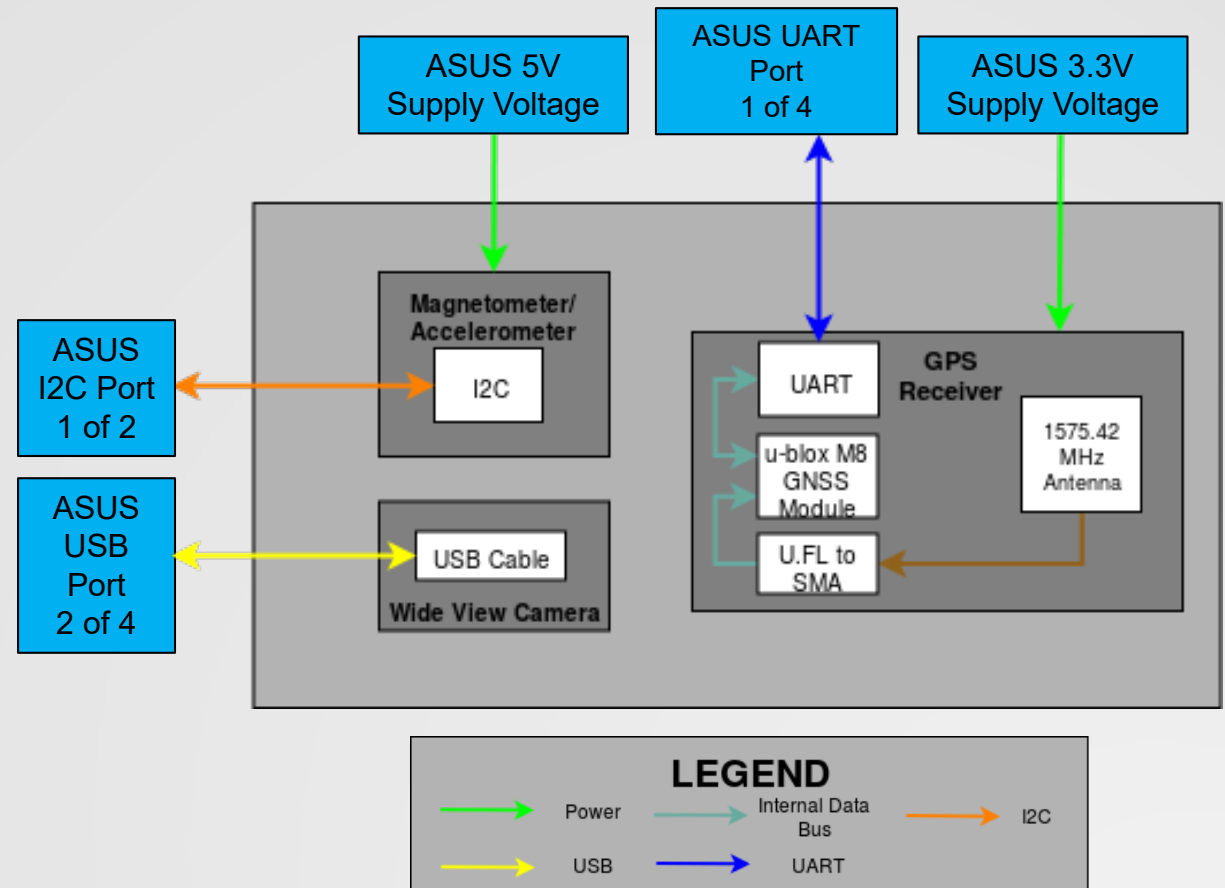 ASUS 5V
Supply Voltage
ASUS UART
Port
1 of 4
ASUS 3.3V
Supply Voltage
Magnetometer/
Accelerometer
I2C
ASUS
I2C Port
1 of 2
ASUS
USB
Port
2 of 4
USB Cable
Wide View Camera
GPS
Receiver
UART
u-blox M8
GNSS
Module
U.FL to
SMA
1575.42
MHz
Antenna
LEGEND
Power
Internal Data
Bus
I2C
USB
UART